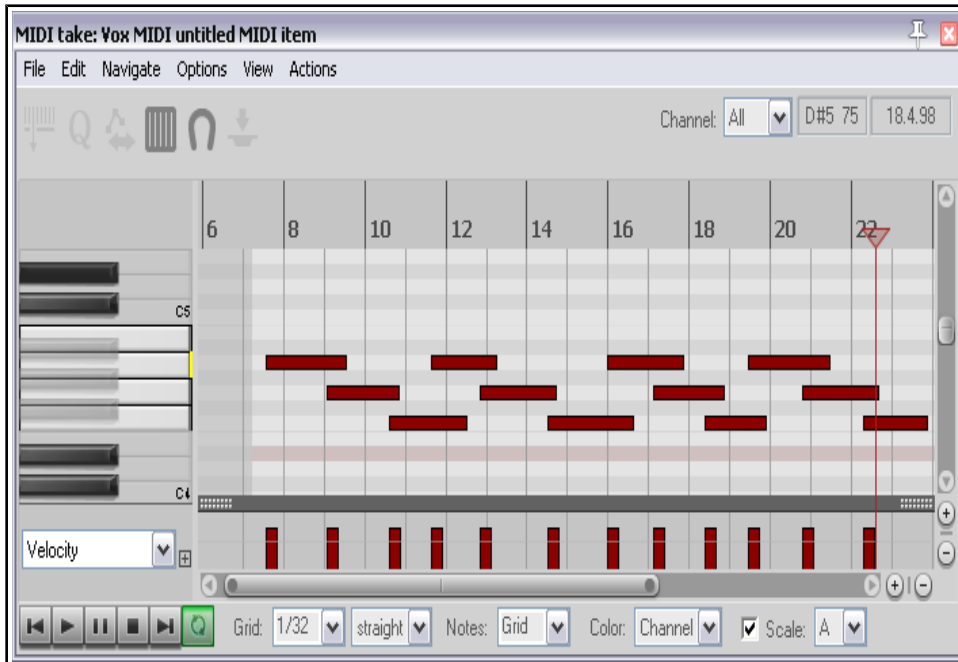 MIDI take: Vox MIDI untitled MIDI item
File Edit Navigate Options View Actions
Q Channel: All D#5 75 18.4.98
6 8 10 12 14 16 18 20 22
C5
C4
Velocity
Grid: 1/32 straight Notes: Grid Color: Channel Scale: A